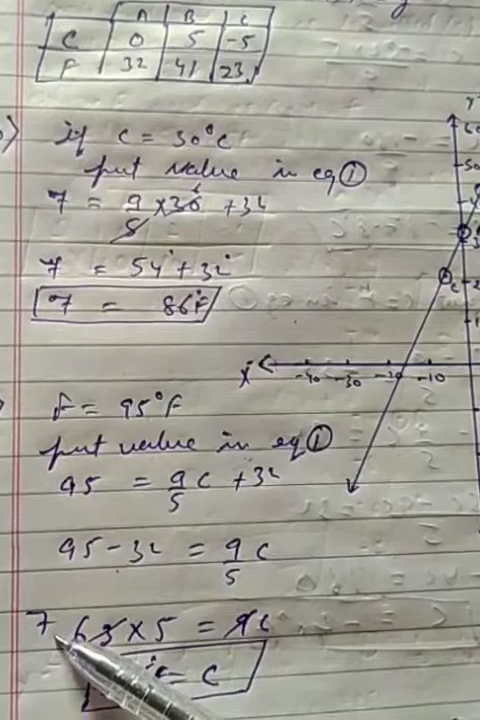 A B C
C 0 5 -5
F 32 41 23
if C = 30°C
put value in eq ①
F = 9/5 × 30 + 32
F = 54° + 32°
F = 86°F
F = 95°F
put value in eq ①
95 = 9/5 C + 32
95 - 32 = 9/5 C
7 63 × 5 = 9C
= C
X' -40 -30 -20 -10